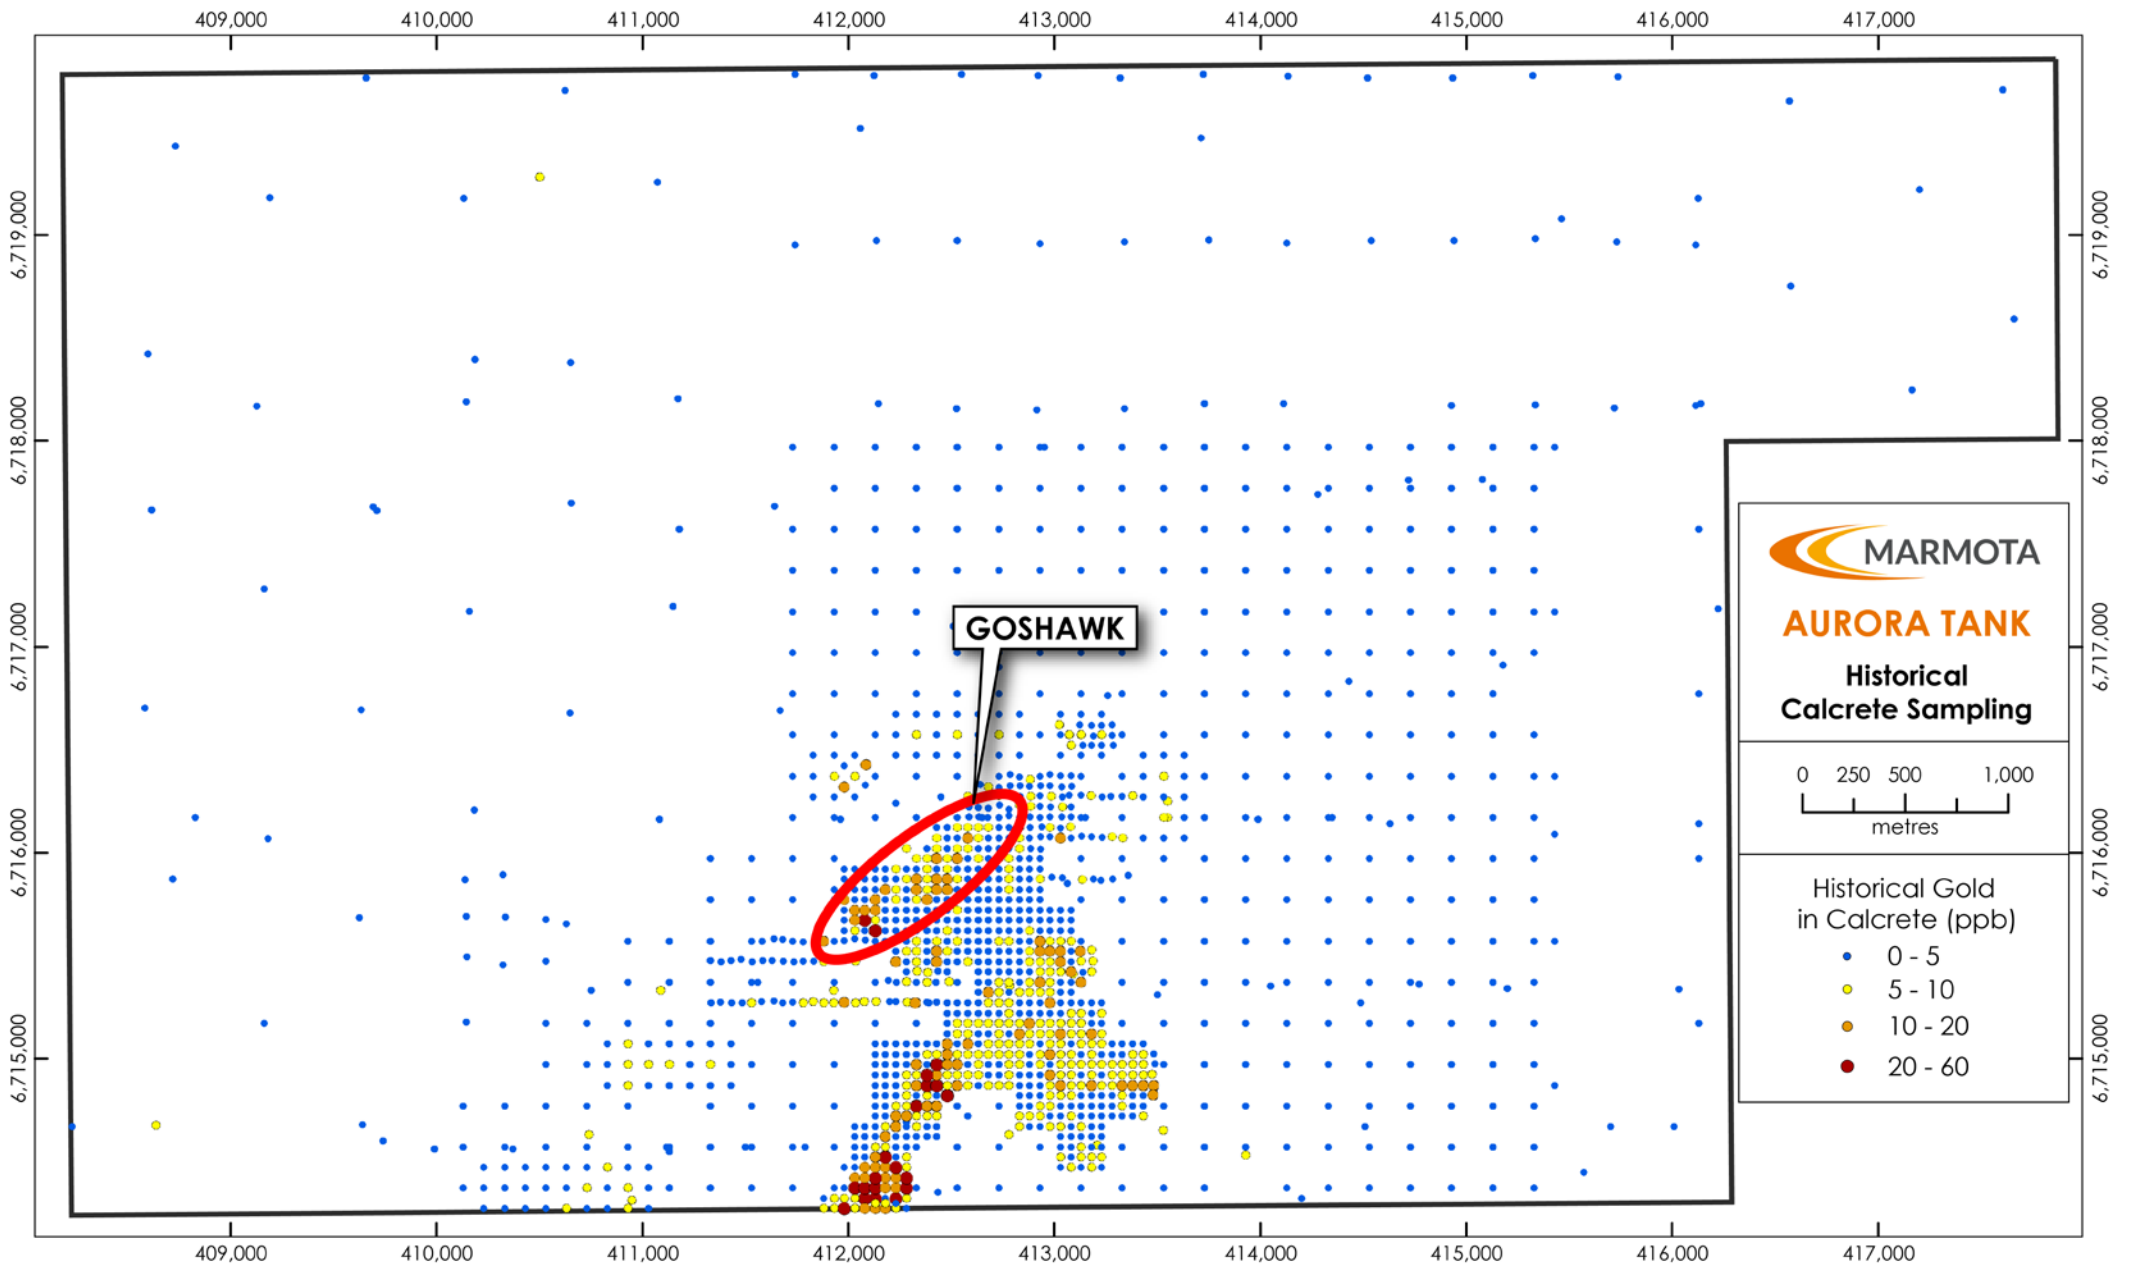 409,000 410,000 411,000 412,000 413,000 414,000 415,000 416,000 417,000
6,719,000
6,718,000
6,717,000
6,716,000
6,715,000
GOSHAWK
6,719,000
6,718,000
6,717,000
6,716,000
6,715,000
MARMOTA
AURORA TANK
Historical
Calcrete Sampling
0 250 500 1,000
metres
Historical Gold
in Calcrete (ppb)
0 - 5
5 - 10
10 - 20
20 - 60
409,000 410,000 411,000 412,000 413,000 414,000 415,000 416,000 417,000